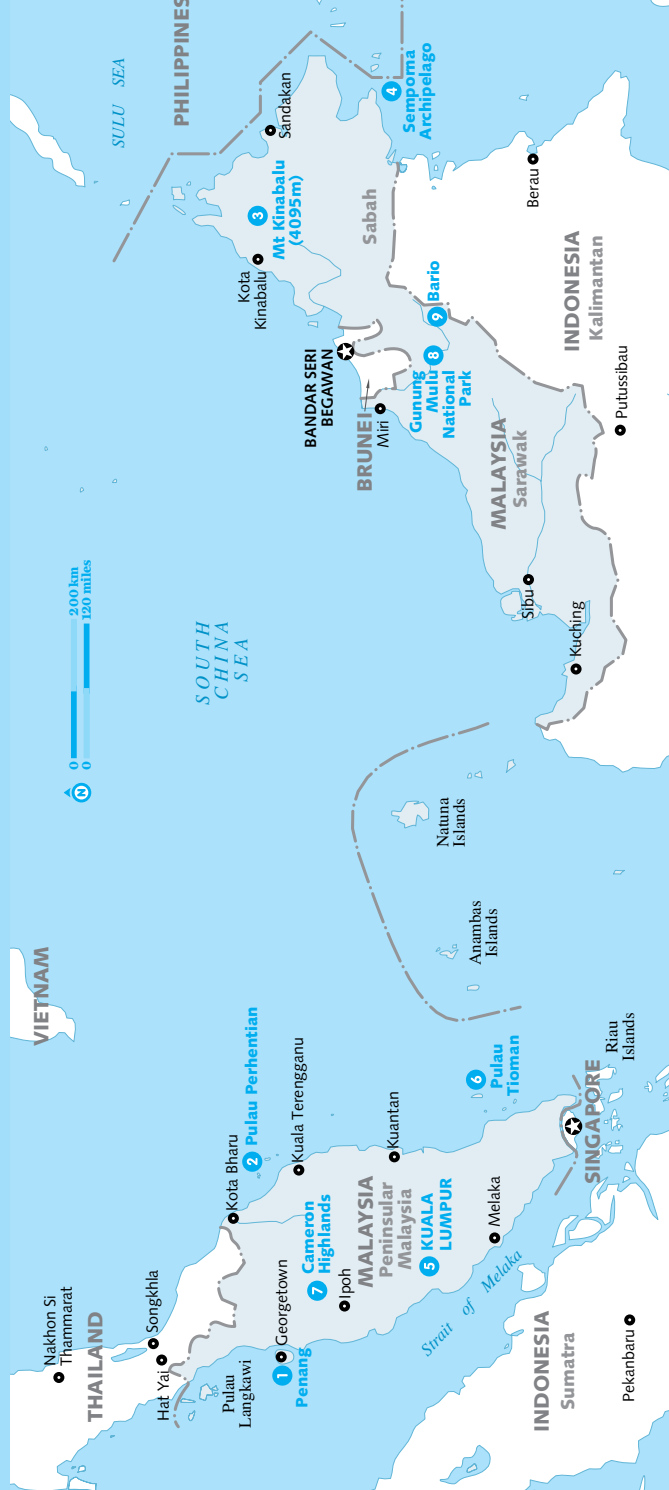 Nakhon Si
Thammarat
THAILAND
Songkhla
Hat Yai
Pulau
Langkawi
1
Penang
Georgetown
Kota Bharu
2 Pulau Perhentian
Kuala Terengganu
7
Cameron
Highlands
Ipoh
MALAYSIA
Peninsular
Malaysia
Kuantan
5 KUALA
LUMPUR
Melaka
Strait of Melaka
6
Pulau
Tioman
SINGAPORE
Riau
Islands
INDONESIA
Sumatra
Pekanbaru
VIETNAM
Anambas
Islands
Natuna
Islands
N
0 200 km
0 120 miles
SOUTH
CHINA
SEA
SULU SEA
PHILIPPINES
Sandakan
3
Mt Kinabalu
(4095m)
Kota
Kinabalu
Sabah
4
Semporna
Archipelago
BANDAR SERI
BEGAWAN
BRUNEI
Miri
8
Gunung
Mulu
National
Park
9 Bario
MALAYSIA
Sarawak
Sibu
Kuching
Berau
INDONESIA
Kalimantan
Putussibau